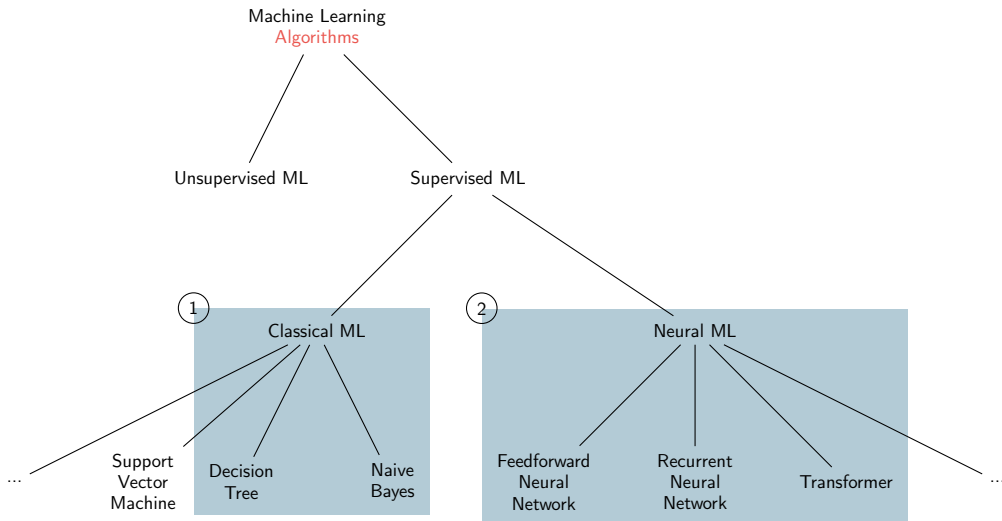 Machine Learning
Algorithms
Unsupervised ML
Supervised ML
1
2
Classical ML
Neural ML
...
Support
Vector
Machine
Decision
Tree
Naive
Bayes
Feedforward
Neural
Network
Recurrent
Neural
Network
Transformer
...